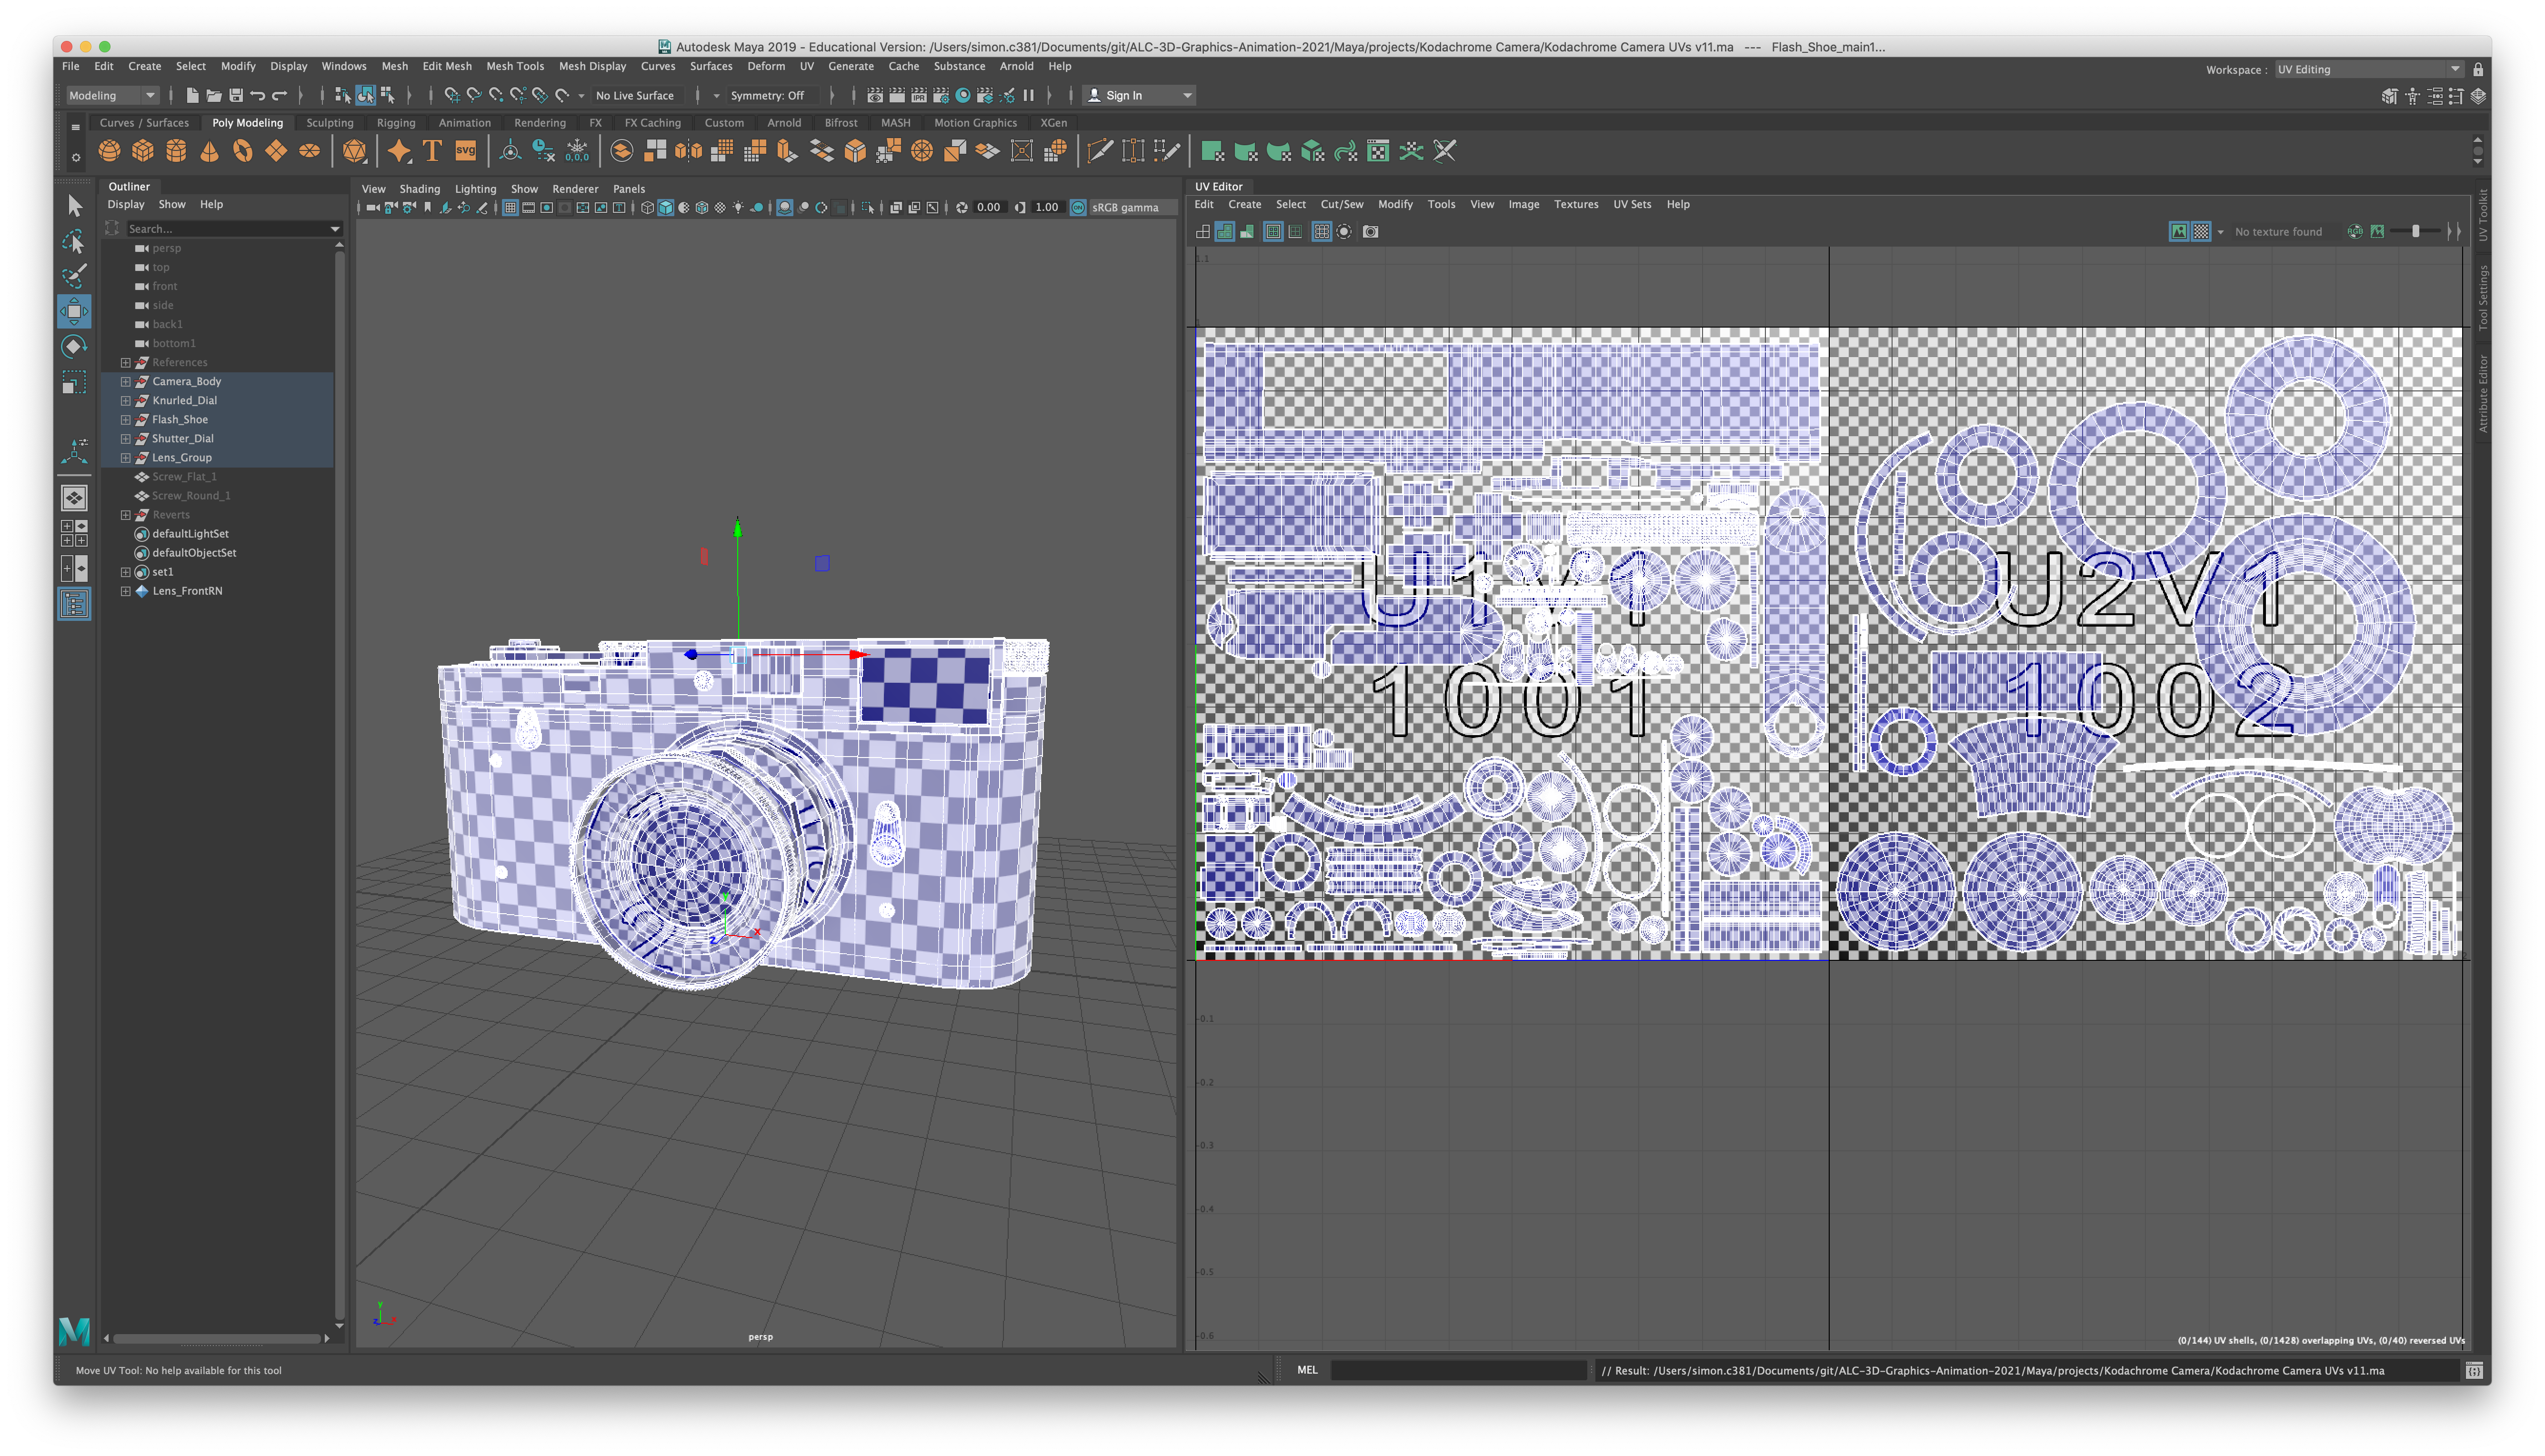 Autodesk Maya 2019 - Educational Version: /Users/simon.c381/Documents/git/ALC-3D-Graphics-Animation-2021/Maya/projects/Kodachrome Camera/Kodachrome Camera UVs v11.ma --- Flash_Shoe_main1...
File Edit Create Select Modify Display Windows Mesh Edit Mesh Mesh Tools Mesh Display Curves Surfaces Deform UV Generate Cache Substance Arnold Help
Workspace : UV Editing
Modeling No Live Surface Symmetry: Off Sign In
Curves / Surfaces Poly Modeling Sculpting Rigging Animation Rendering FX FX Caching Custom Arnold Bifrost MASH Motion Graphics XGen
SVG
0,0,0
Outliner
Display Show Help
Search...
persp
top
front
side
back1
bottom1
References
Camera_Body
Knurled_Dial
Flash_Shoe
Shutter_Dial
Lens_Group
Screw_Flat_1
Screw_Round_1
Reverts
defaultLightSet
defaultObjectSet
set1
Lens_FrontRN
View Shading Lighting Show Renderer Panels
0.00 1.00 sRGB gamma
persp
UV Editor
Edit Create Select Cut/Sew Modify Tools View Image Textures UV Sets Help
No texture found
1.1
U1V1
1001
U2V1
1002
-0.1
-0.2
-0.3
-0.4
-0.5
-0.6
(0/144) UV shells, (0/1428) overlapping UVs, (0/40) reversed UVs
UV Toolkit
Tool Settings
Attribute Editor
Move UV Tool: No help available for this tool
MEL
// Result: /Users/simon.c381/Documents/git/ALC-3D-Graphics-Animation-2021/Maya/projects/Kodachrome Camera/Kodachrome Camera UVs v11.ma